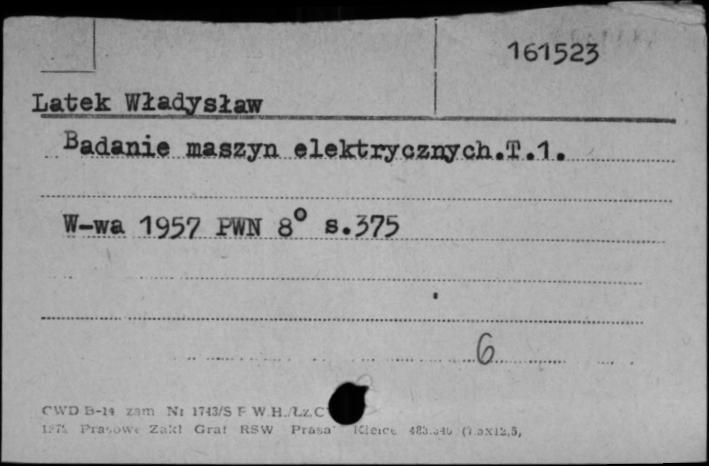 161523
Latek Władysław
Badanie maszyn elektrycznych.T.1.
W-wa 1957 PWN 8° s.375
6
CWD B-14 zam Nr 1743/S F W.H./Łz.C
Prasowe Zakł Graf RSW "Prasa" Kielce